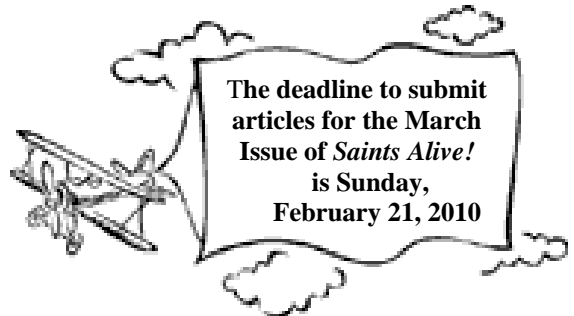 The deadline to submit
articles for the March
Issue of Saints Alive!
is Sunday,
February 21, 2010